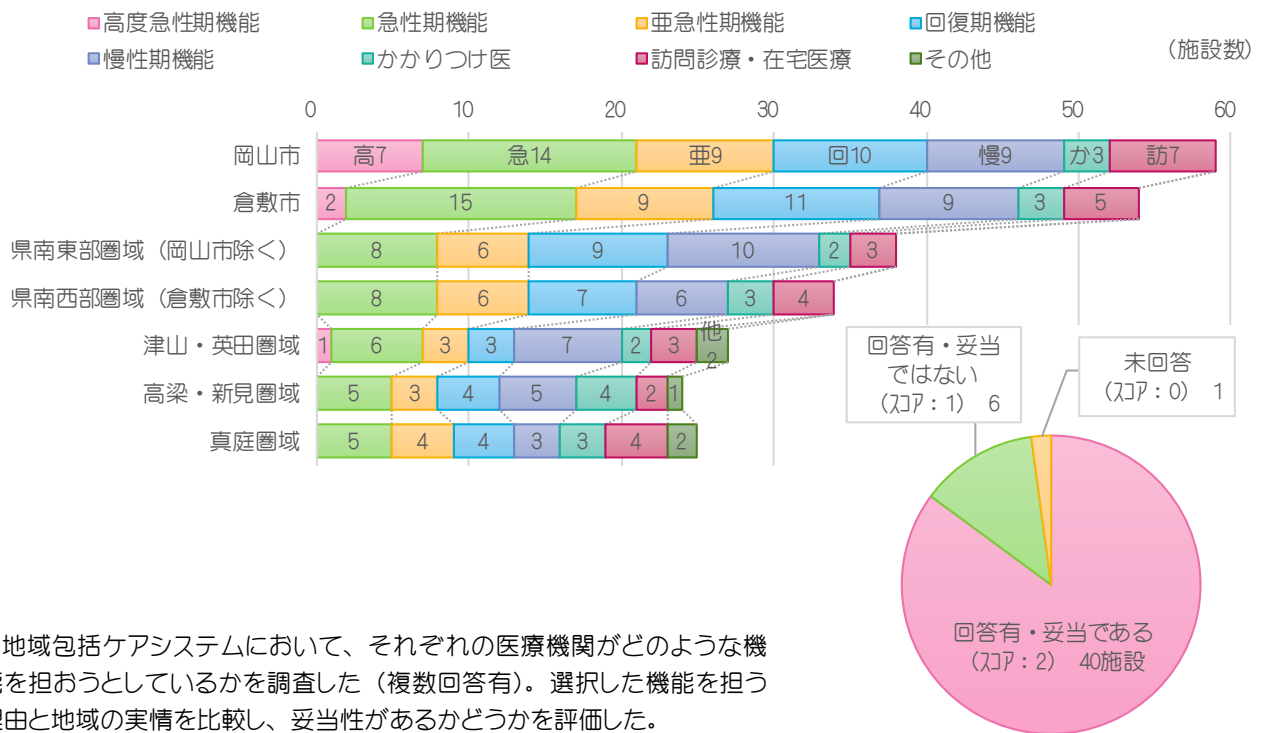 高度急性期機能 急性期機能 亜急性期機能 回復期機能
慢性期機能 かかりつけ医 訪問診療・在宅医療 その他
(施設数)
0 10 20 30 40 50 60
岡山市 高7 急14 亜9 回10 慢9 か3 訪7
倉敷市 2 15 9 11 9 3 5
県南東部圏域（岡山市除く） 8 6 9 10 2 3
県南西部圏域（倉敷市除く） 8 6 7 6 3 4
津山・英田圏域 1 6 3 3 7 2 3 他2
高梁・新見圏域 5 3 4 5 4 2 1
真庭圏域 5 4 4 3 3 4 2
回答有・妥当
ではない
（ｽｺｱ：1） 6
未回答
（ｽｺｱ：0） 1
回答有・妥当である
（ｽｺｱ：2） 40施設
地域包括ケアシステムにおいて、それぞれの医療機関がどのような機
能を担おうとしているかを調査した（複数回答有）。選択した機能を担う
理由と地域の実情を比較し、妥当性があるかどうかを評価した。